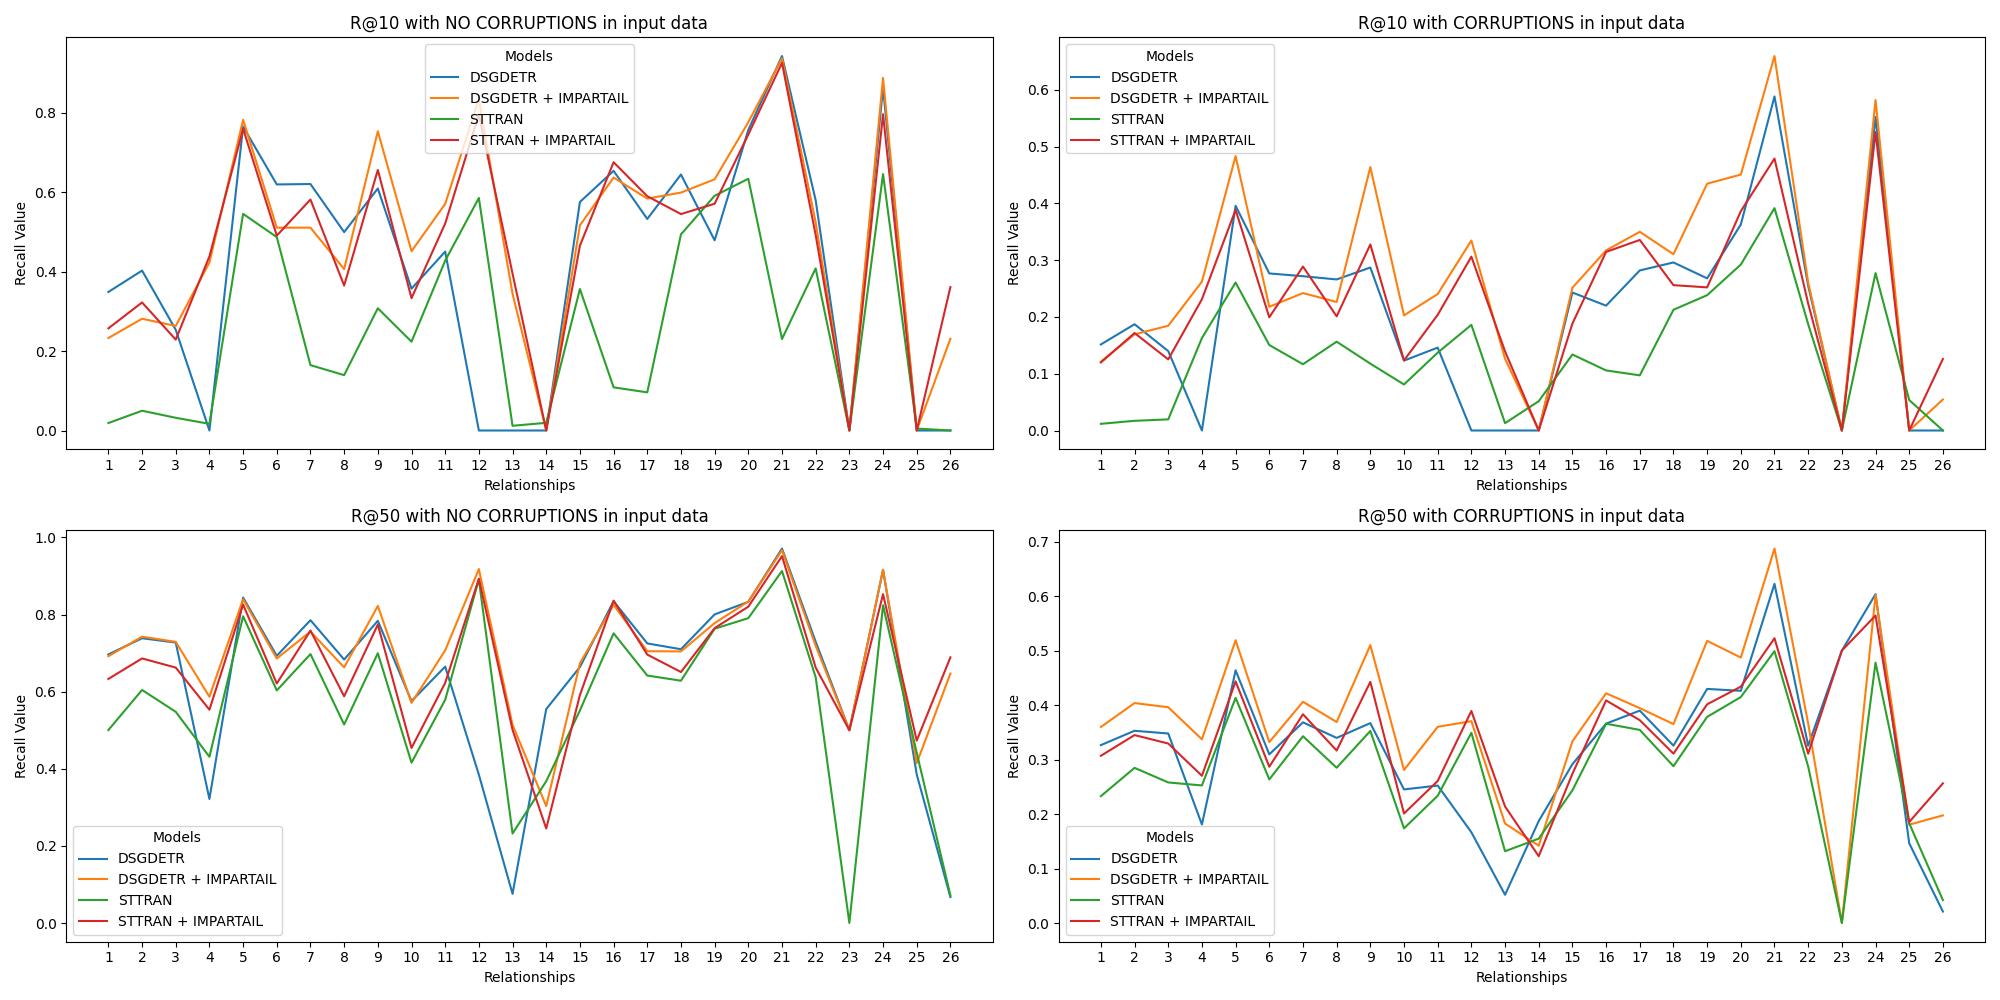 R@10 with NO CORRUPTIONS in input data
Recall Value
0.8
0.6
0.4
0.2
0.0
Models
DSGDETR
DSGDETR + IMPARTAIL
STTRAN
STTRAN + IMPARTAIL
1 2 3 4 5 6 7 8 9 10 11 12 13 14 15 16 17 18 19 20 21 22 23 24 25 26
Relationships
R@10 with CORRUPTIONS in input data
Recall Value
0.6
0.5
0.4
0.3
0.2
0.1
0.0
Models
DSGDETR
DSGDETR + IMPARTAIL
STTRAN
STTRAN + IMPARTAIL
1 2 3 4 5 6 7 8 9 10 11 12 13 14 15 16 17 18 19 20 21 22 23 24 25 26
Relationships
R@50 with NO CORRUPTIONS in input data
Recall Value
1.0
0.8
0.6
0.4
0.2
0.0
Models
DSGDETR
DSGDETR + IMPARTAIL
STTRAN
STTRAN + IMPARTAIL
1 2 3 4 5 6 7 8 9 10 11 12 13 14 15 16 17 18 19 20 21 22 23 24 25 26
Relationships
R@50 with CORRUPTIONS in input data
Recall Value
0.7
0.6
0.5
0.4
0.3
0.2
0.1
0.0
Models
DSGDETR
DSGDETR + IMPARTAIL
STTRAN
STTRAN + IMPARTAIL
1 2 3 4 5 6 7 8 9 10 11 12 13 14 15 16 17 18 19 20 21 22 23 24 25 26
Relationships